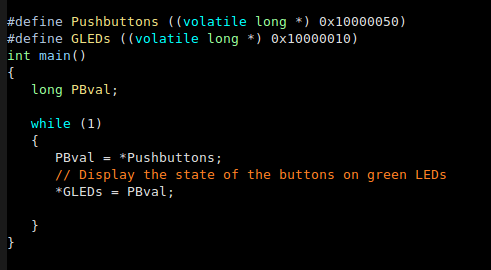 #define Pushbuttons ((volatile long *) 0x10000050)
#define GLEDs ((volatile long *) 0x10000010)
int main()
{
   long PBval;

   while (1)
   {
      PBval = *Pushbuttons;
      // Display the state of the buttons on green LEDs
      *GLEDs = PBval;

   }
}